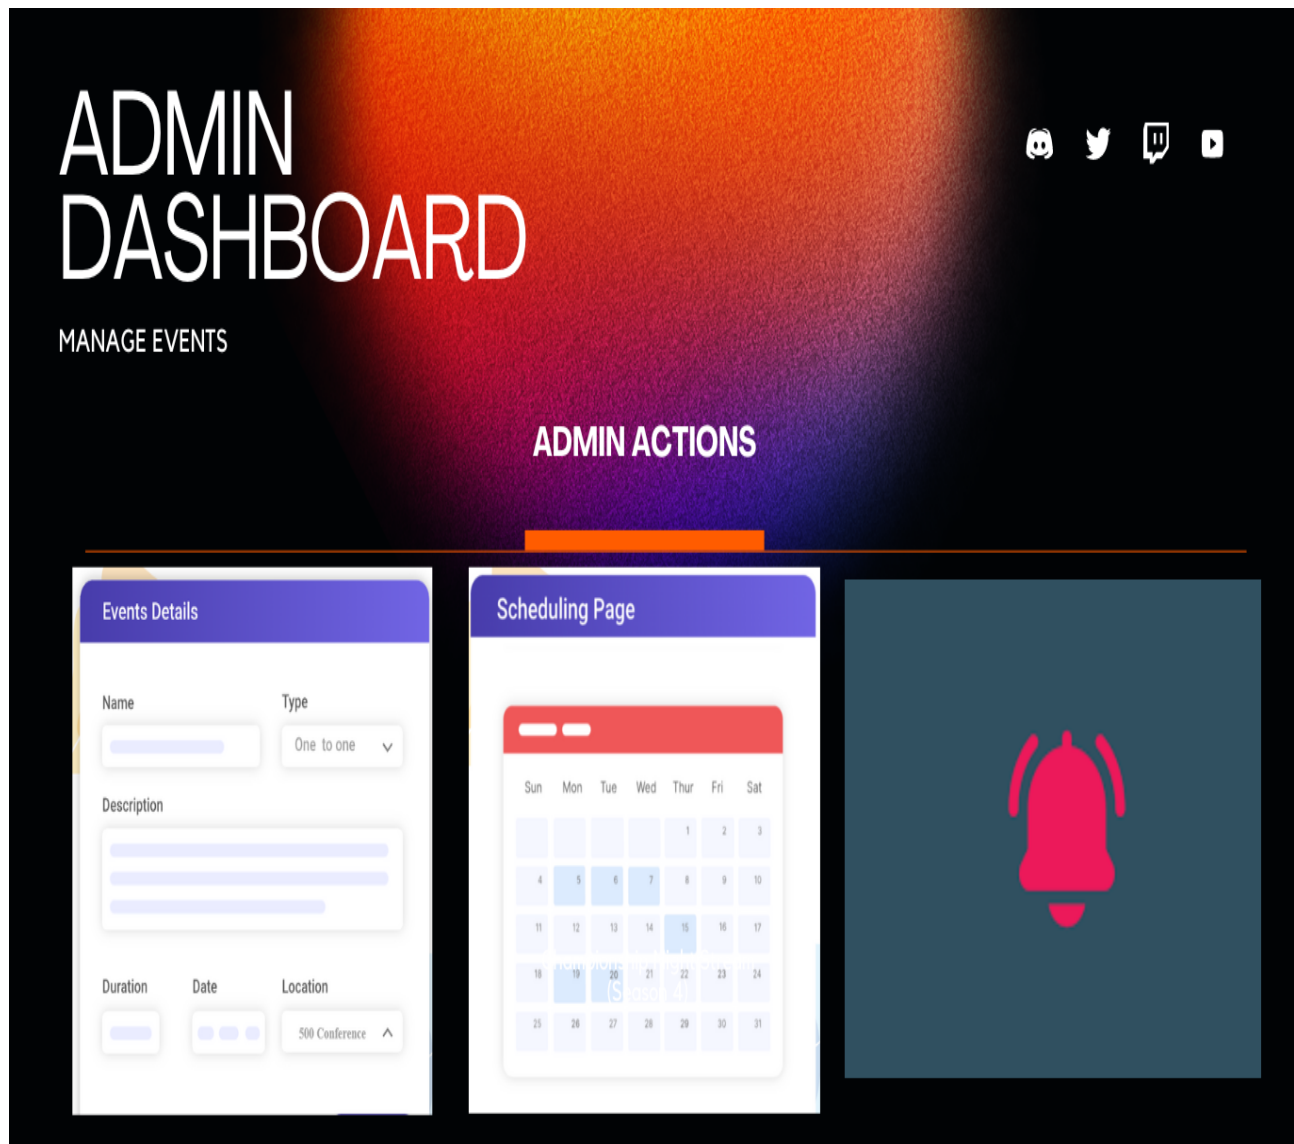 ADMIN
DASHBOARD
MANAGE EVENTS
ADMIN ACTIONS
Events Details
Name Type
One to one
Description
Duration Date Location
500 Conference
Scheduling Page
Sun Mon Tue Wed Thur Fri Sat
1 2 3
4 5 6 7 8 9 10
11 12 13 14 15 16 17
18 19 20 21 22 23 24
(Season 4)
25 26 27 28 29 30 31